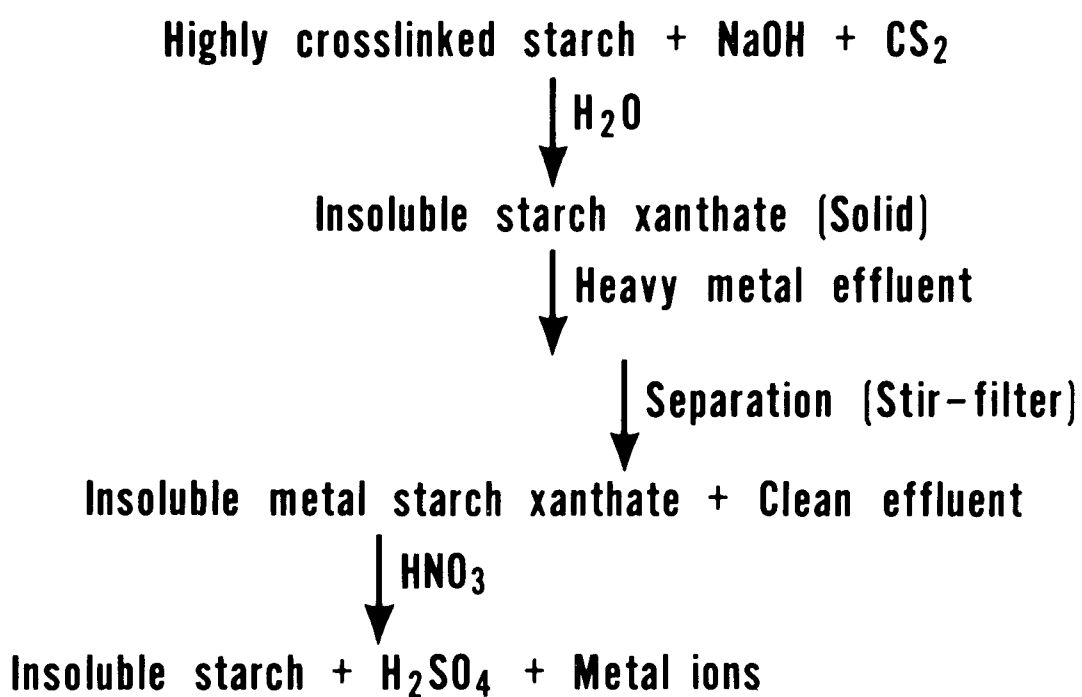 Highly crosslinked starch + NaOH + CS₂
H₂O
Insoluble starch xanthate (Solid)
Heavy metal effluent
Separation (Stir-filter)
Insoluble metal starch xanthate + Clean effluent
HNO₃
Insoluble starch + H₂SO₄ + Metal ions